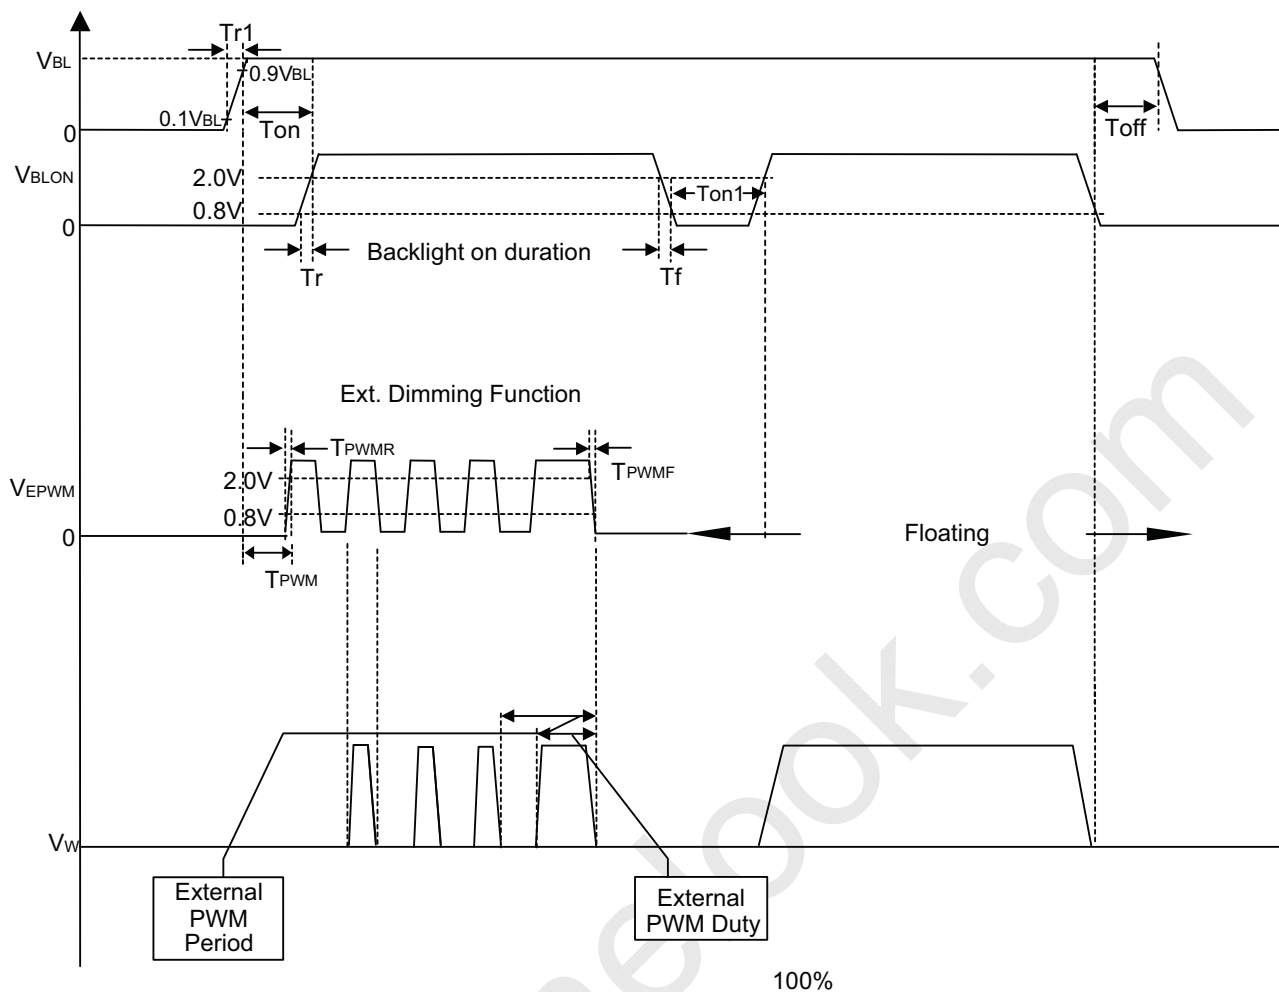 Tr1
VBL
0.9VBL
0.1VBL
0
Ton
Toff
VBLON
2.0V
Ton1
0.8V
0
Backlight on duration
Tr
Tf
Ext. Dimming Function
TPWMR
TPWMF
2.0V
VEPWM
0.8V
0
Floating
TPWM
VW
External
PWM
Period
External
PWM Duty
100%
elook.com